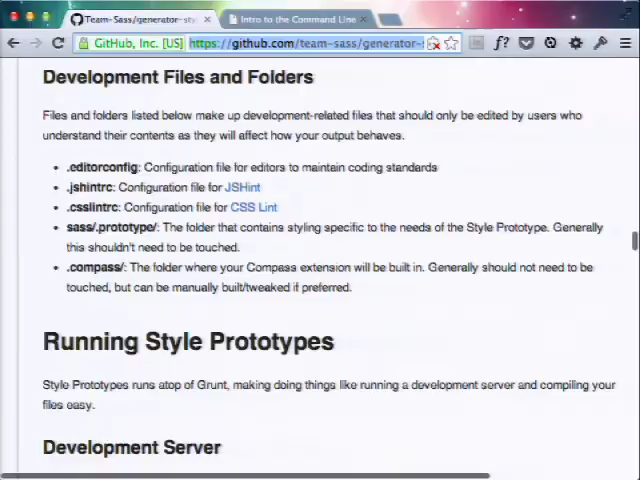 Team-Sass/generator-sty
Intro to the Command Line
GitHub, Inc. [US]
https://github.com/team-sass/generator-s
f?
Development Files and Folders
Files and folders listed below make up development-related files that should only be edited by users who
understand their contents as they will affect how your output behaves.
• .editorconfig: Configuration file for editors to maintain coding standards
• .jshintrc: Configuration file for JSHint
• .csslintrc: Configuration file for CSS Lint
• sass/.prototype/: The folder that contains styling specific to the needs of the Style Prototype. Generally
this shouldn't need to be touched.
• .compass/: The folder where your Compass extension will be built in. Generally should not need to be
touched, but can be manually built/tweaked if preferred.
Running Style Prototypes
Style Prototypes runs atop of Grunt, making doing things like running a development server and compiling your
files easy.
Development Server